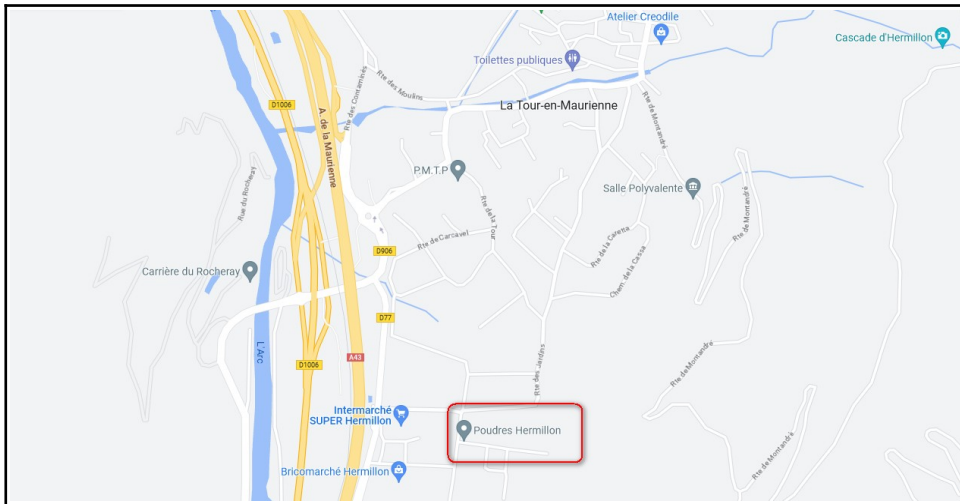 Atelier Creodile
Cascade d'Hermillon
Toilettes publiques
Rte des Contamines
Rte des Moulins
D1006
La Tour-en-Maurienne
A. de la Maurienne
Rte de Montandré
P.M.T.P
Salle Polyvalente
Rue du Rocheray
Rte de la Tour
Rte de Montandré
Rte de Carcavel
D906
Rte de la Caretta
Chem. de la Cassa
Carrière du Rocheray
D77
L'Arc
A43
D1006
Rte des Jardins
Rte de Montandré
Intermarché
SUPER Hermillon
Poudres Hermillon
Bricomarché Hermillon
Rte de Montandré